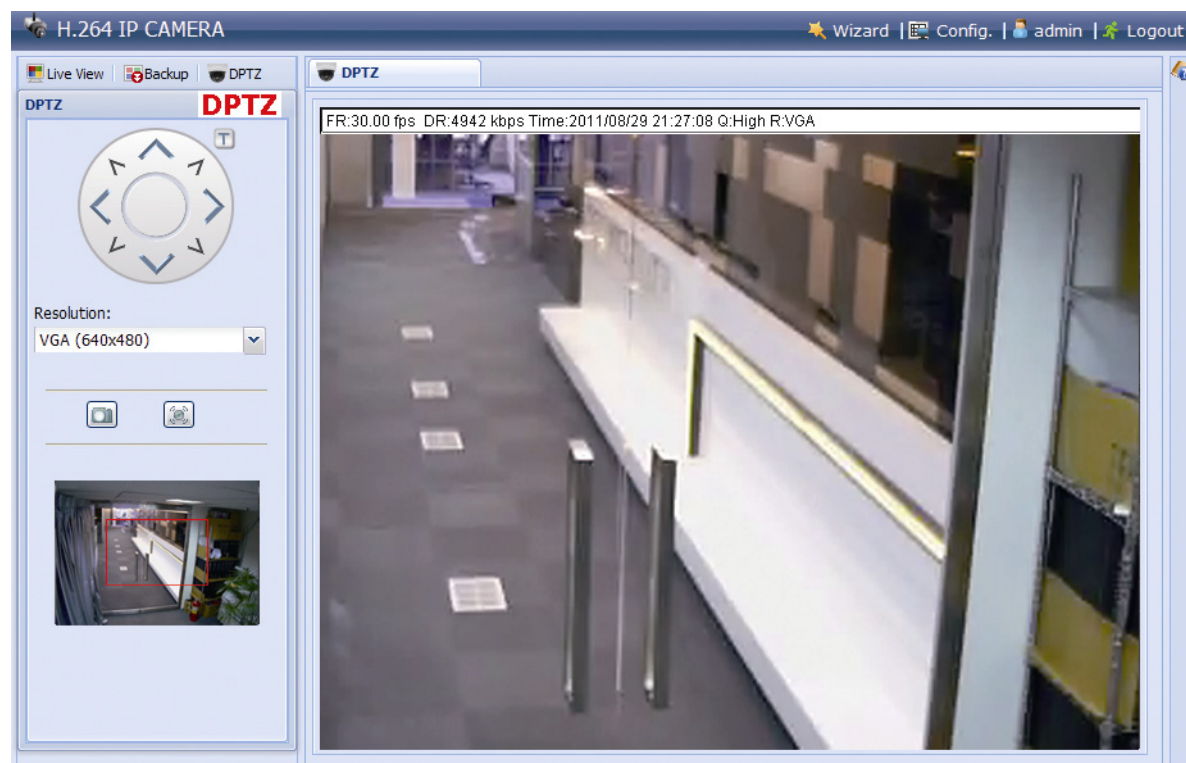 H.264 IP CAMERA
Wizard | Config. | admin | Logout
Live View Backup DPTZ
DPTZ
DPTZ DPTZ
T
FR:30.00 fps DR:4942 kbps Time:2011/08/29 21:27:08 Q:High R:VGA
Resolution:
VGA (640x480)